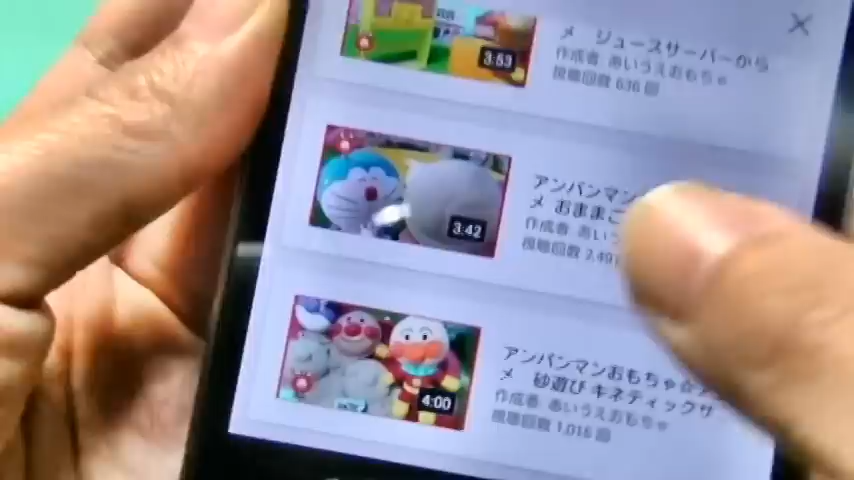 3:53
メ ジュースサーバーから
作成者: あいうえおもちゃ
視聴回数 636 回
3:42
アンパンマン
メ おままご
作成者: あいう
視聴回数 2,491
4:00
アンパンマンおもちゃ☆
メ 砂遊び キネティックサ
作成者: あいうえおもちゃ
視聴回数 1,016 回